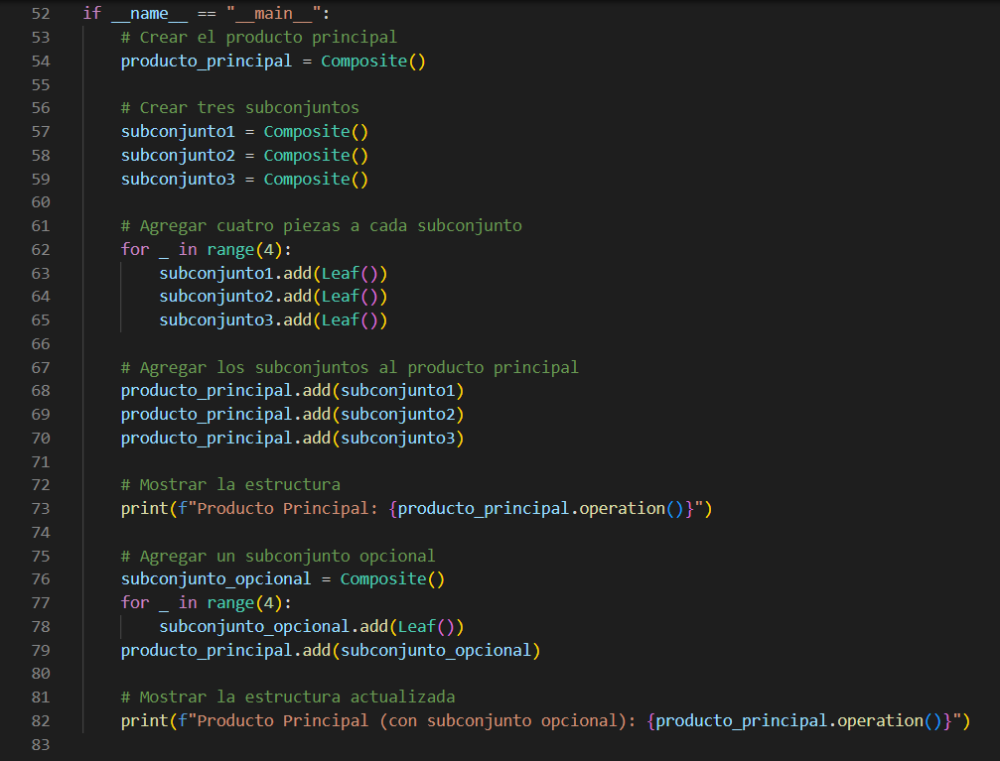 52 if __name__ == "__main__":
53     # Crear el producto principal
54     producto_principal = Composite()
55
56     # Crear tres subconjuntos
57     subconjunto1 = Composite()
58     subconjunto2 = Composite()
59     subconjunto3 = Composite()
60
61     # Agregar cuatro piezas a cada subconjunto
62     for _ in range(4):
63         subconjunto1.add(Leaf())
64         subconjunto2.add(Leaf())
65         subconjunto3.add(Leaf())
66
67     # Agregar los subconjuntos al producto principal
68     producto_principal.add(subconjunto1)
69     producto_principal.add(subconjunto2)
70     producto_principal.add(subconjunto3)
71
72     # Mostrar la estructura
73     print(f"Producto Principal: {producto_principal.operation()}")
74
75     # Agregar un subconjunto opcional
76     subconjunto_opcional = Composite()
77     for _ in range(4):
78         subconjunto_opcional.add(Leaf())
79     producto_principal.add(subconjunto_opcional)
80
81     # Mostrar la estructura actualizada
82     print(f"Producto Principal (con subconjunto opcional): {producto_principal.operation()}")
83